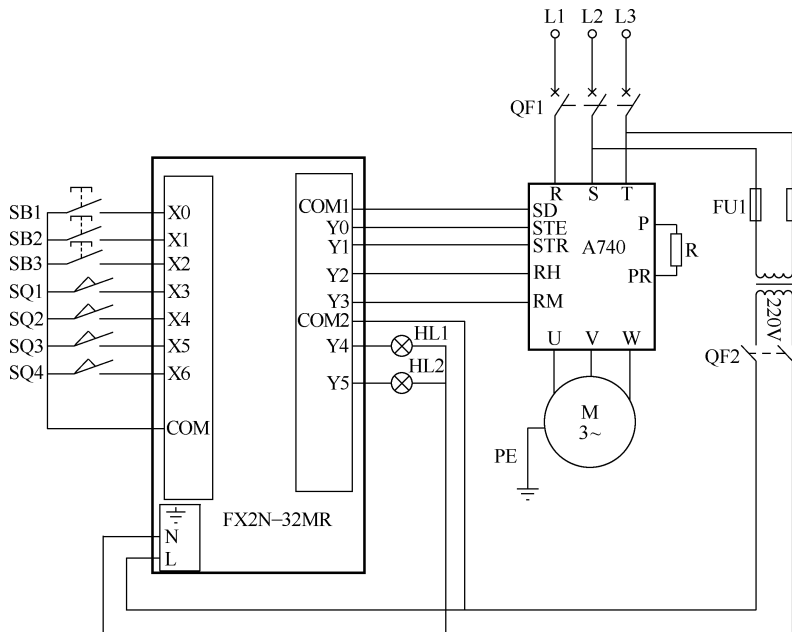 L1 L2 L3
QF1
R S T
SB1 X0 COM1 SD
SB2 X1 Y0 STE
SB3 X2 Y1 STR
A740
P
PR
R
FU1
SQ1 X3 Y2 RH
SQ2 X4 Y3 RM
COM2
SQ3 X5 Y4 HL1
SQ4 X6 Y5 HL2
U V W
220V
QF2
COM
M
3~
PE
FX2N–32MR
N
L